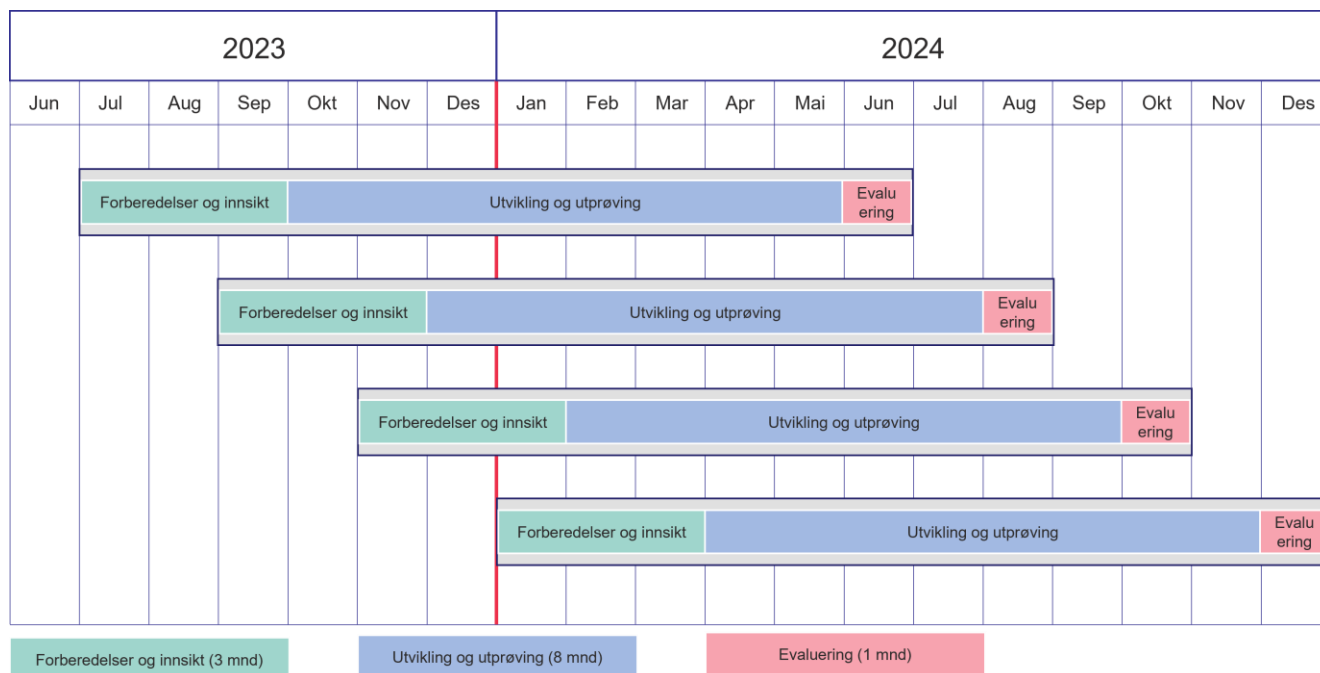 2023
2024
Jun Jul Aug Sep Okt Nov Des Jan Feb Mar Apr Mai Jun Jul Aug Sep Okt Nov Des
Forberedelser og innsikt
Utvikling og utprøving
Evalu
ering
Forberedelser og innsikt
Utvikling og utprøving
Evalu
ering
Forberedelser og innsikt
Utvikling og utprøving
Evalu
ering
Forberedelser og innsikt
Utvikling og utprøving
Evalu
ering
Forberedelser og innsikt (3 mnd)
Utvikling og utprøving (8 mnd)
Evaluering (1 mnd)